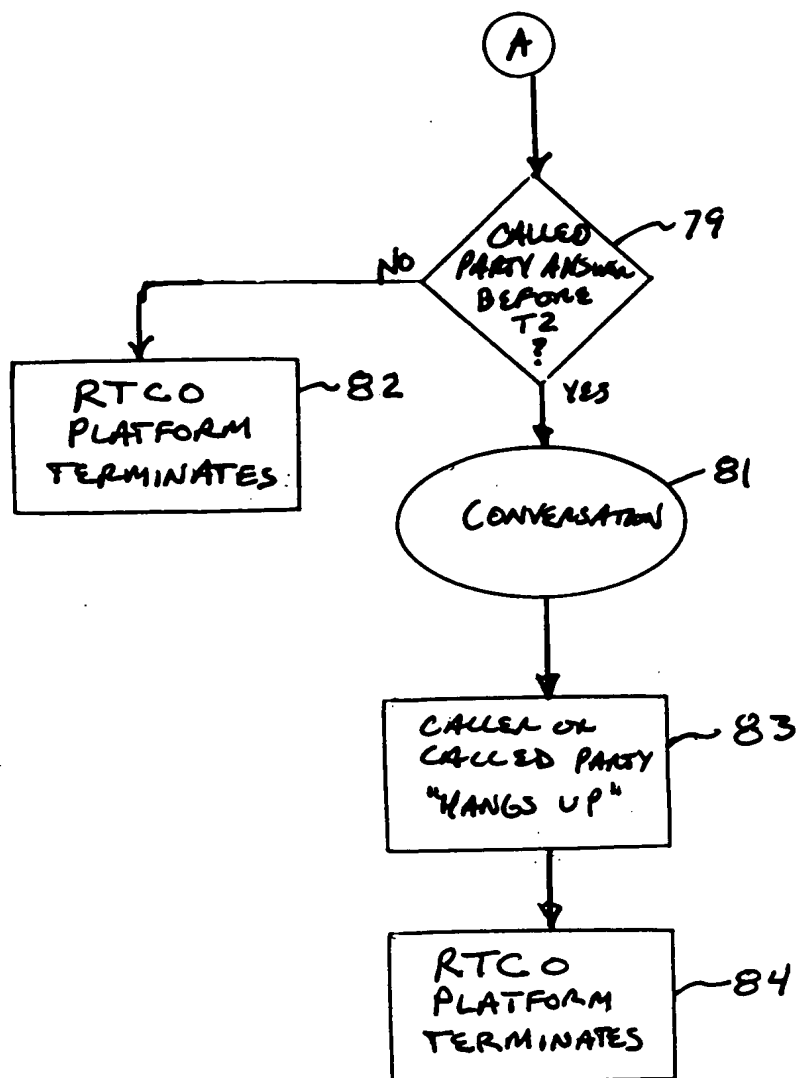 A
CALLED
PARTY ANSWER
BEFORE
T2
?
79
NO
YES
RTCO
PLATFORM
TERMINATES
82
CONVERSATION
81
CALLER OR
CALLED PARTY
"HANGS UP"
83
RTCO
PLATFORM
TERMINATES
84